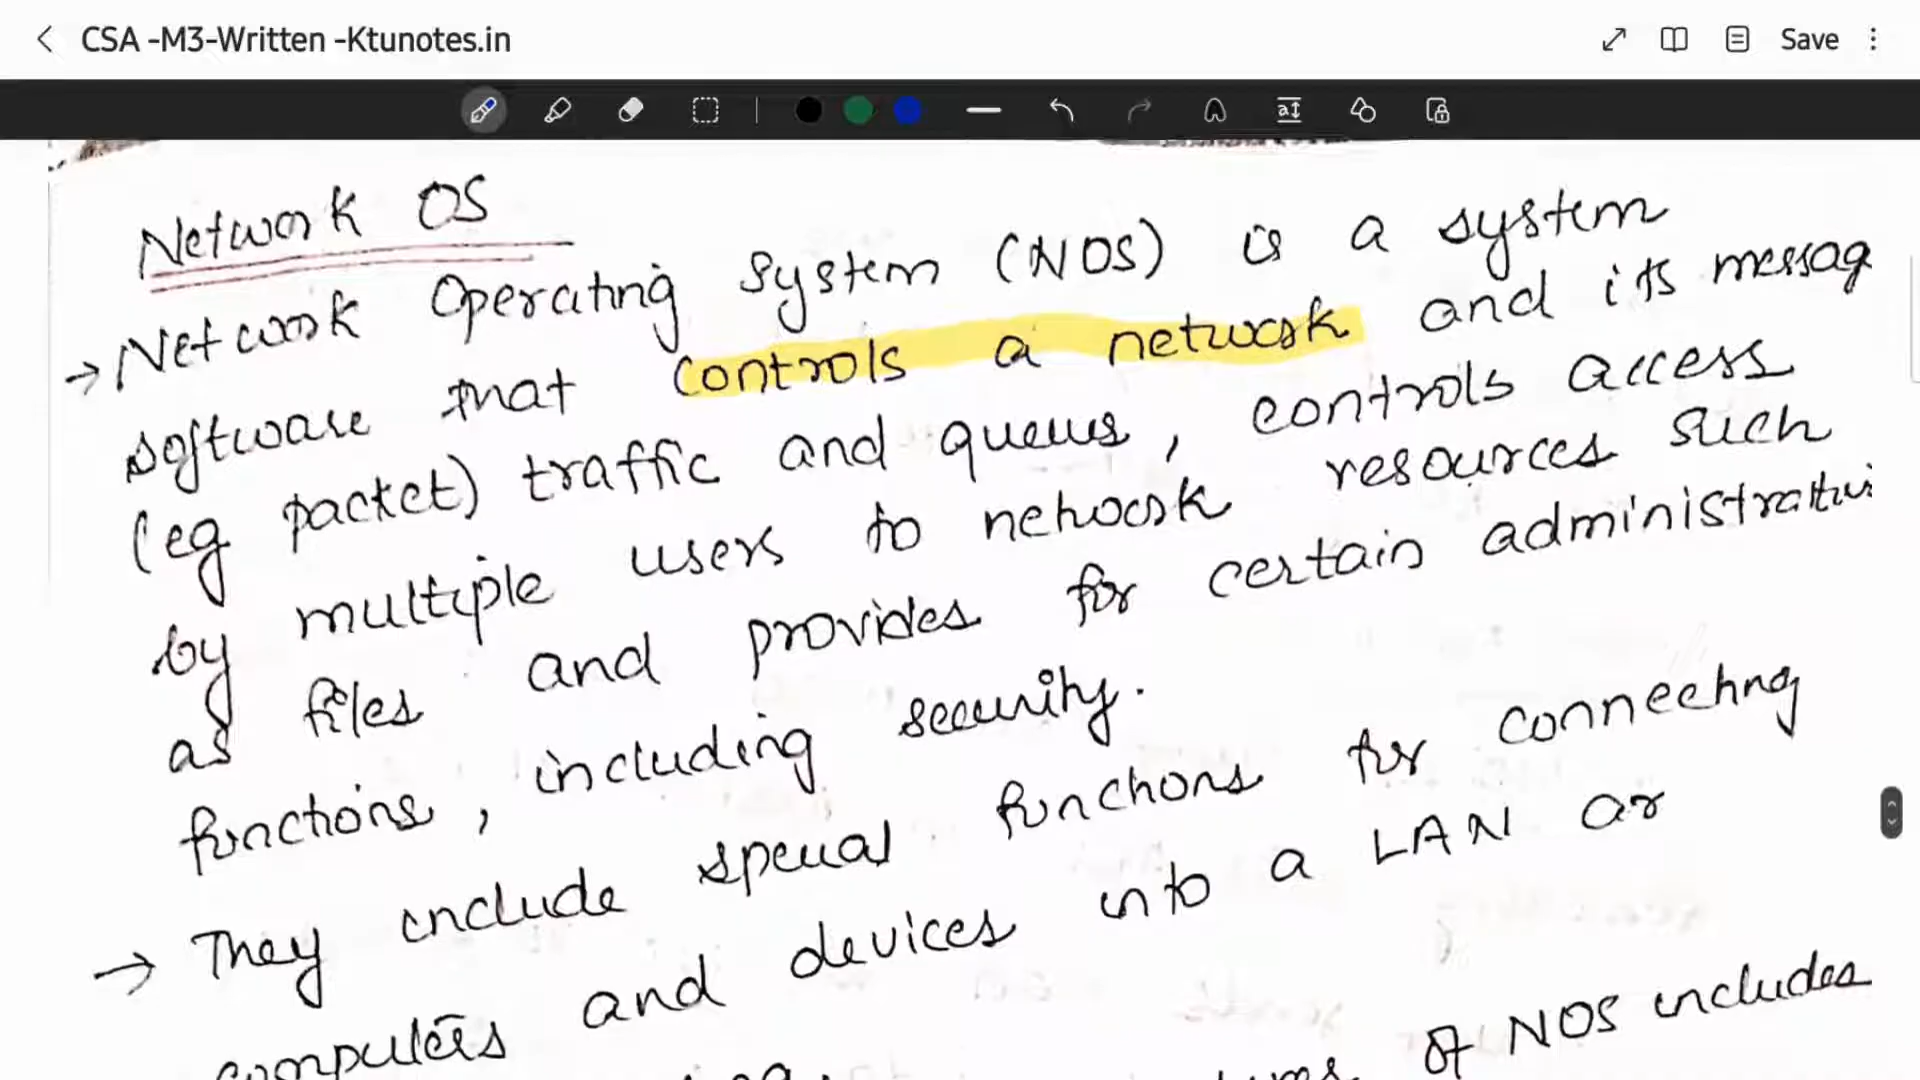 CSA -M3-Written -Ktunotes.in
Save
Network OS
→ Network Operating System (NOS) is a system
software that controls a network and its messag
(eg packet) traffic and queues, controls access
by multiple users to network resources such
as files and provides for certain administrativ
functions, including security.
→ They include special functions for connecting
computers and devices into a LAN or
of NOS includes